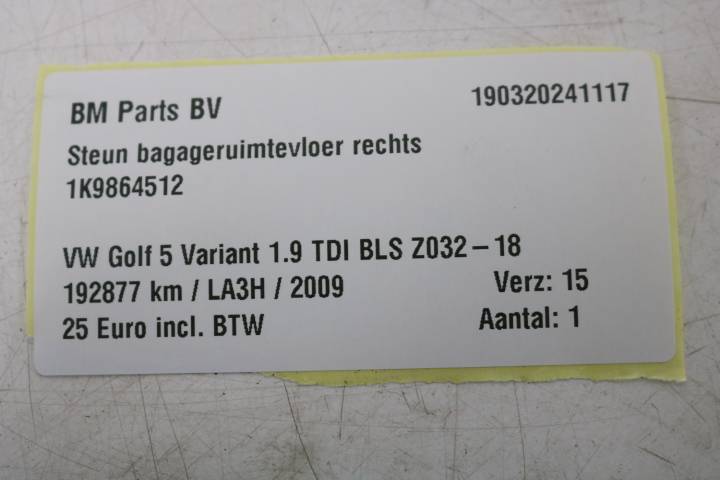 BM Parts BV 190320241117
Steun bagageruimtevloer rechts
1K9864512
VW Golf 5 Variant 1.9 TDI BLS Z032 – 18
192877 km / LA3H / 2009 Verz: 15
25 Euro incl. BTW Aantal: 1